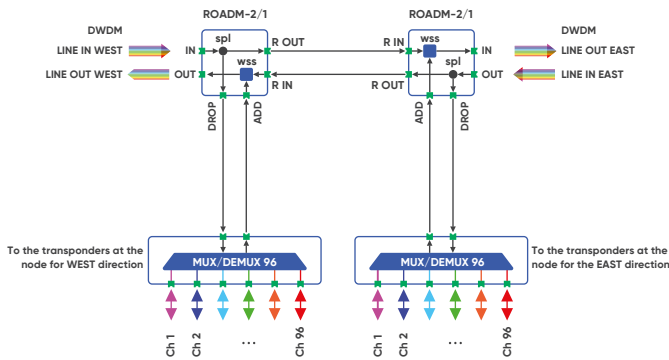 ROADM-2/1
ROADM-2/1
DWDM
DWDM
LINE IN WEST
IN
spl
R OUT
R IN
wss
IN
LINE OUT EAST
LINE OUT WEST
OUT
wss
R IN
R OUT
spl
OUT
LINE IN EAST
DROP
ADD
ADD
DROP
To the transponders at the
node for WEST direction
MUX/DEMUX 96
MUX/DEMUX 96
To the transponders at the
node for the EAST direction
Ch 1
Ch 2
...
Ch 96
Ch 1
Ch 2
...
Ch 96